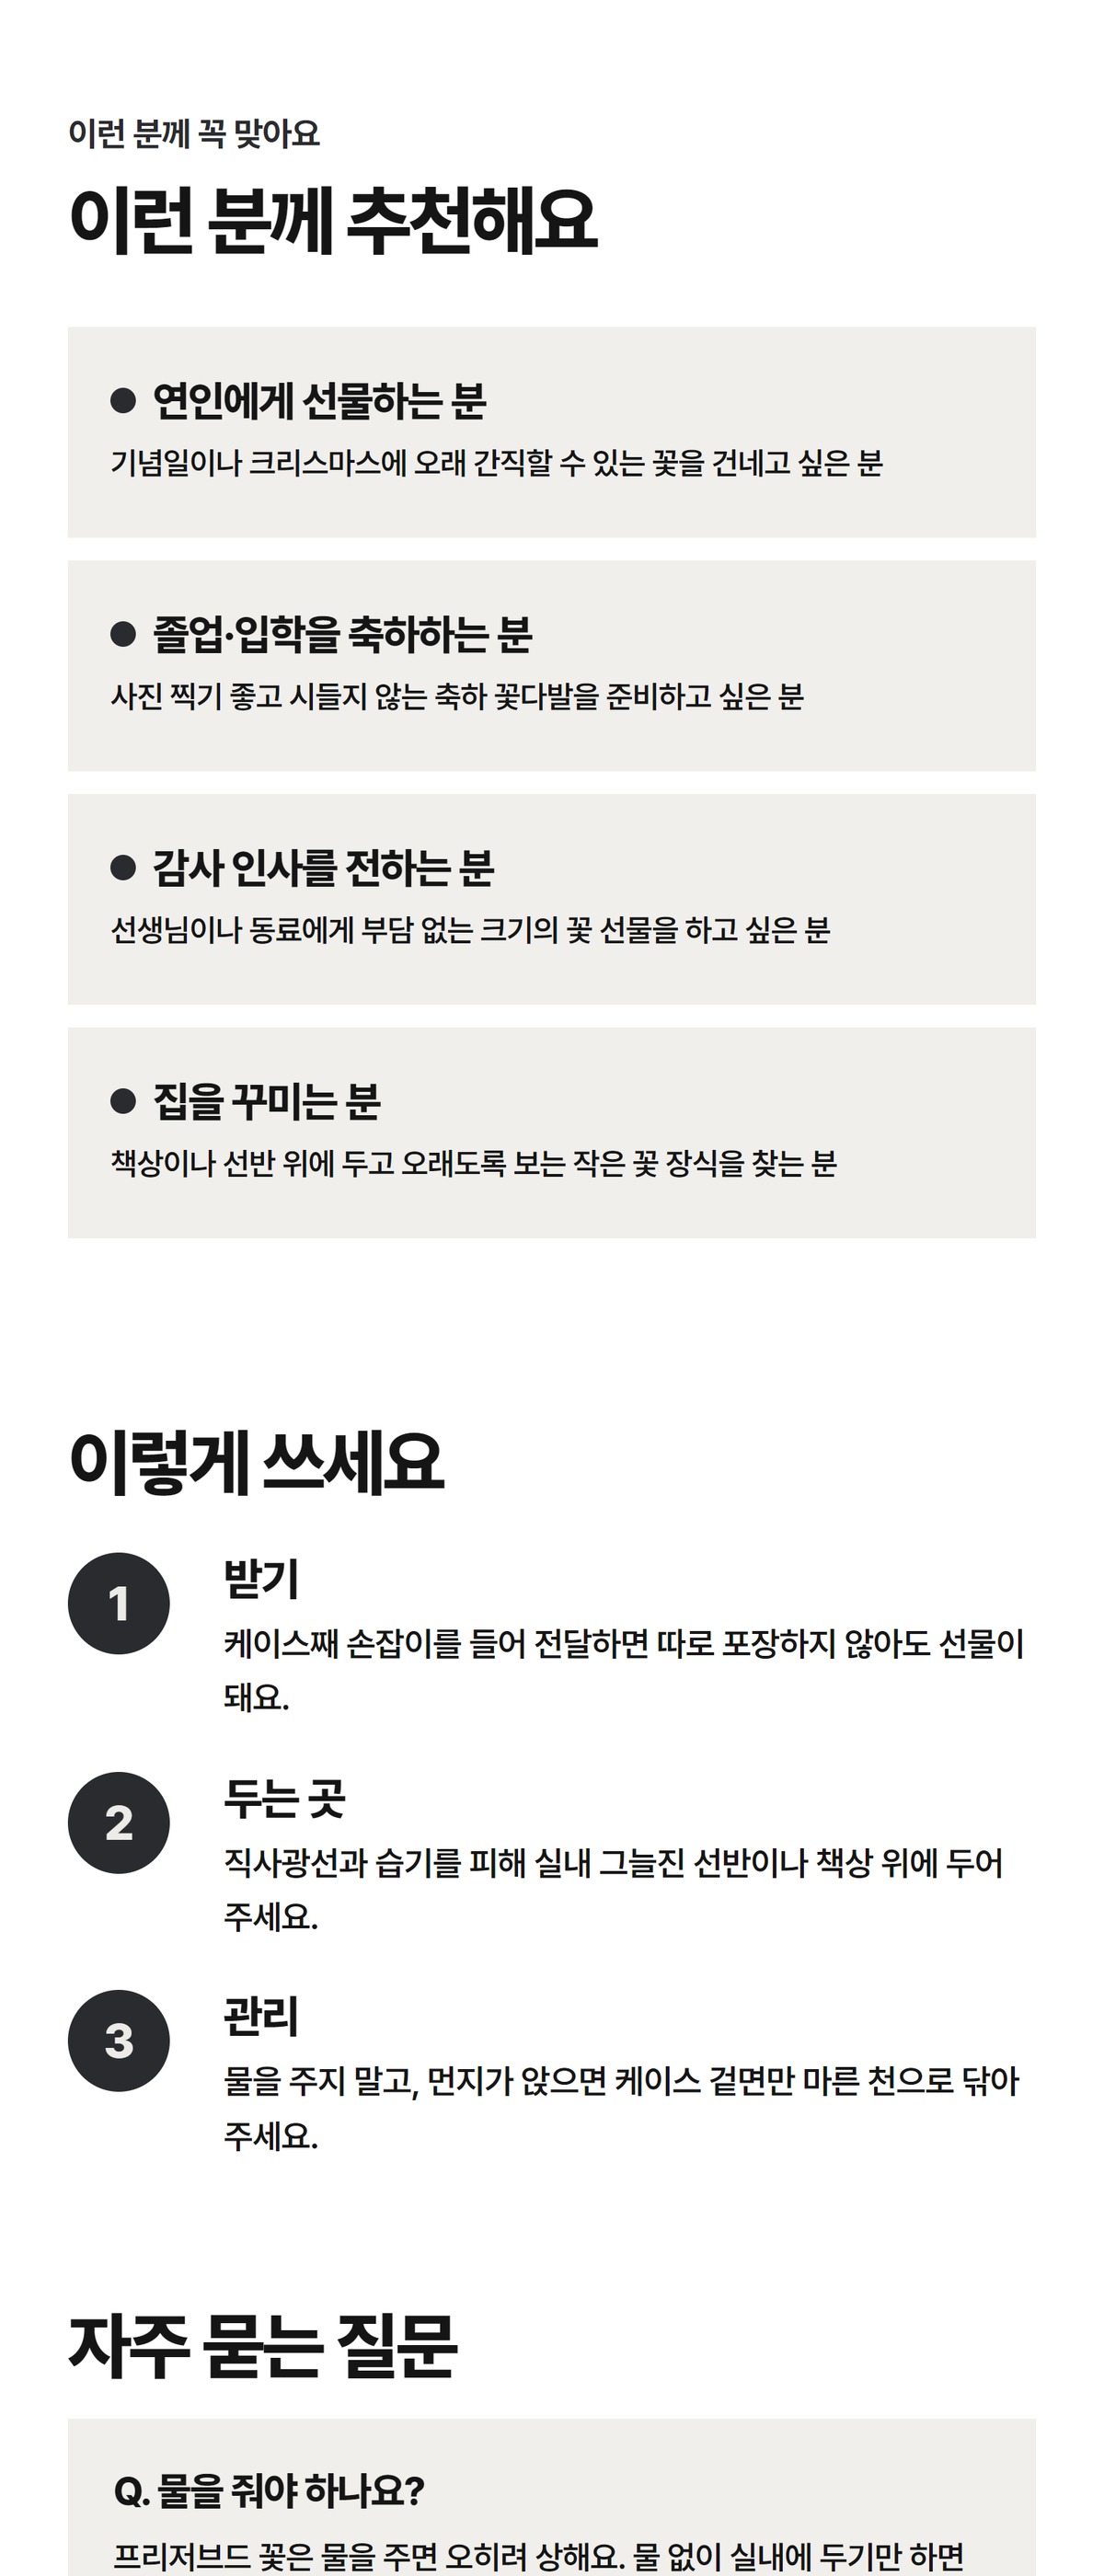 이런 분께 꼭 맞아요
이런 분께 추천해요
연인에게 선물하는 분
기념일이나 크리스마스에 오래 간직할 수 있는 꽃을 건네고 싶은 분
졸업·입학을 축하하는 분
사진 찍기 좋고 시들지 않는 축하 꽃다발을 준비하고 싶은 분
감사 인사를 전하는 분
선생님이나 동료에게 부담 없는 크기의 꽃 선물을 하고 싶은 분
집을 꾸미는 분
책상이나 선반 위에 두고 오래도록 보는 작은 꽃 장식을 찾는 분
이렇게 쓰세요
1
받기
케이스째 손잡이를 들어 전달하면 따로 포장하지 않아도 선물이
돼요.
2
두는 곳
직사광선과 습기를 피해 실내 그늘진 선반이나 책상 위에 두어
주세요.
3
관리
물을 주지 말고, 먼지가 앉으면 케이스 겉면만 마른 천으로 닦아
주세요.
자주 묻는 질문
Q. 물을 줘야 하나요?
프리저브드 꽃은 물을 주면 오히려 상해요. 물 없이 실내에 두기만 하면